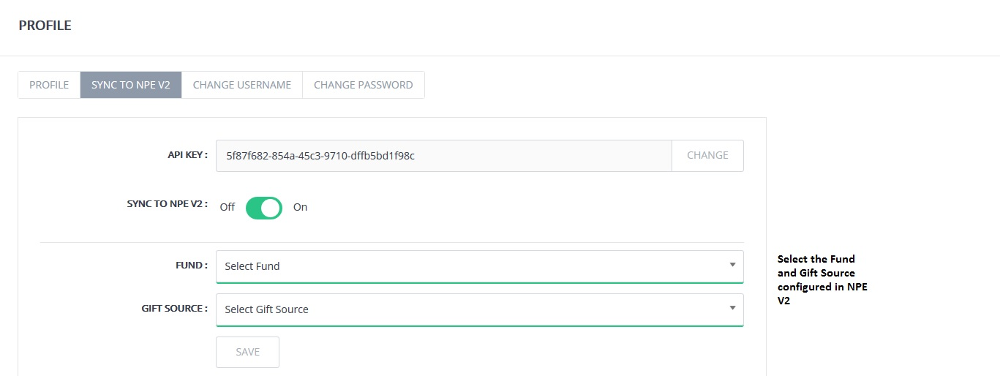 PROFILE
PROFILE SYNC TO NPE V2 CHANGE USERNAME CHANGE PASSWORD
API KEY : 5f87f682-854a-45c3-9710-dffb5bd1f98c CHANGE
SYNC TO NPE V2 : Off On
FUND : Select Fund
GIFT SOURCE : Select Gift Source
SAVE
Select the Fund
and Gift Source
configured in NPE
V2